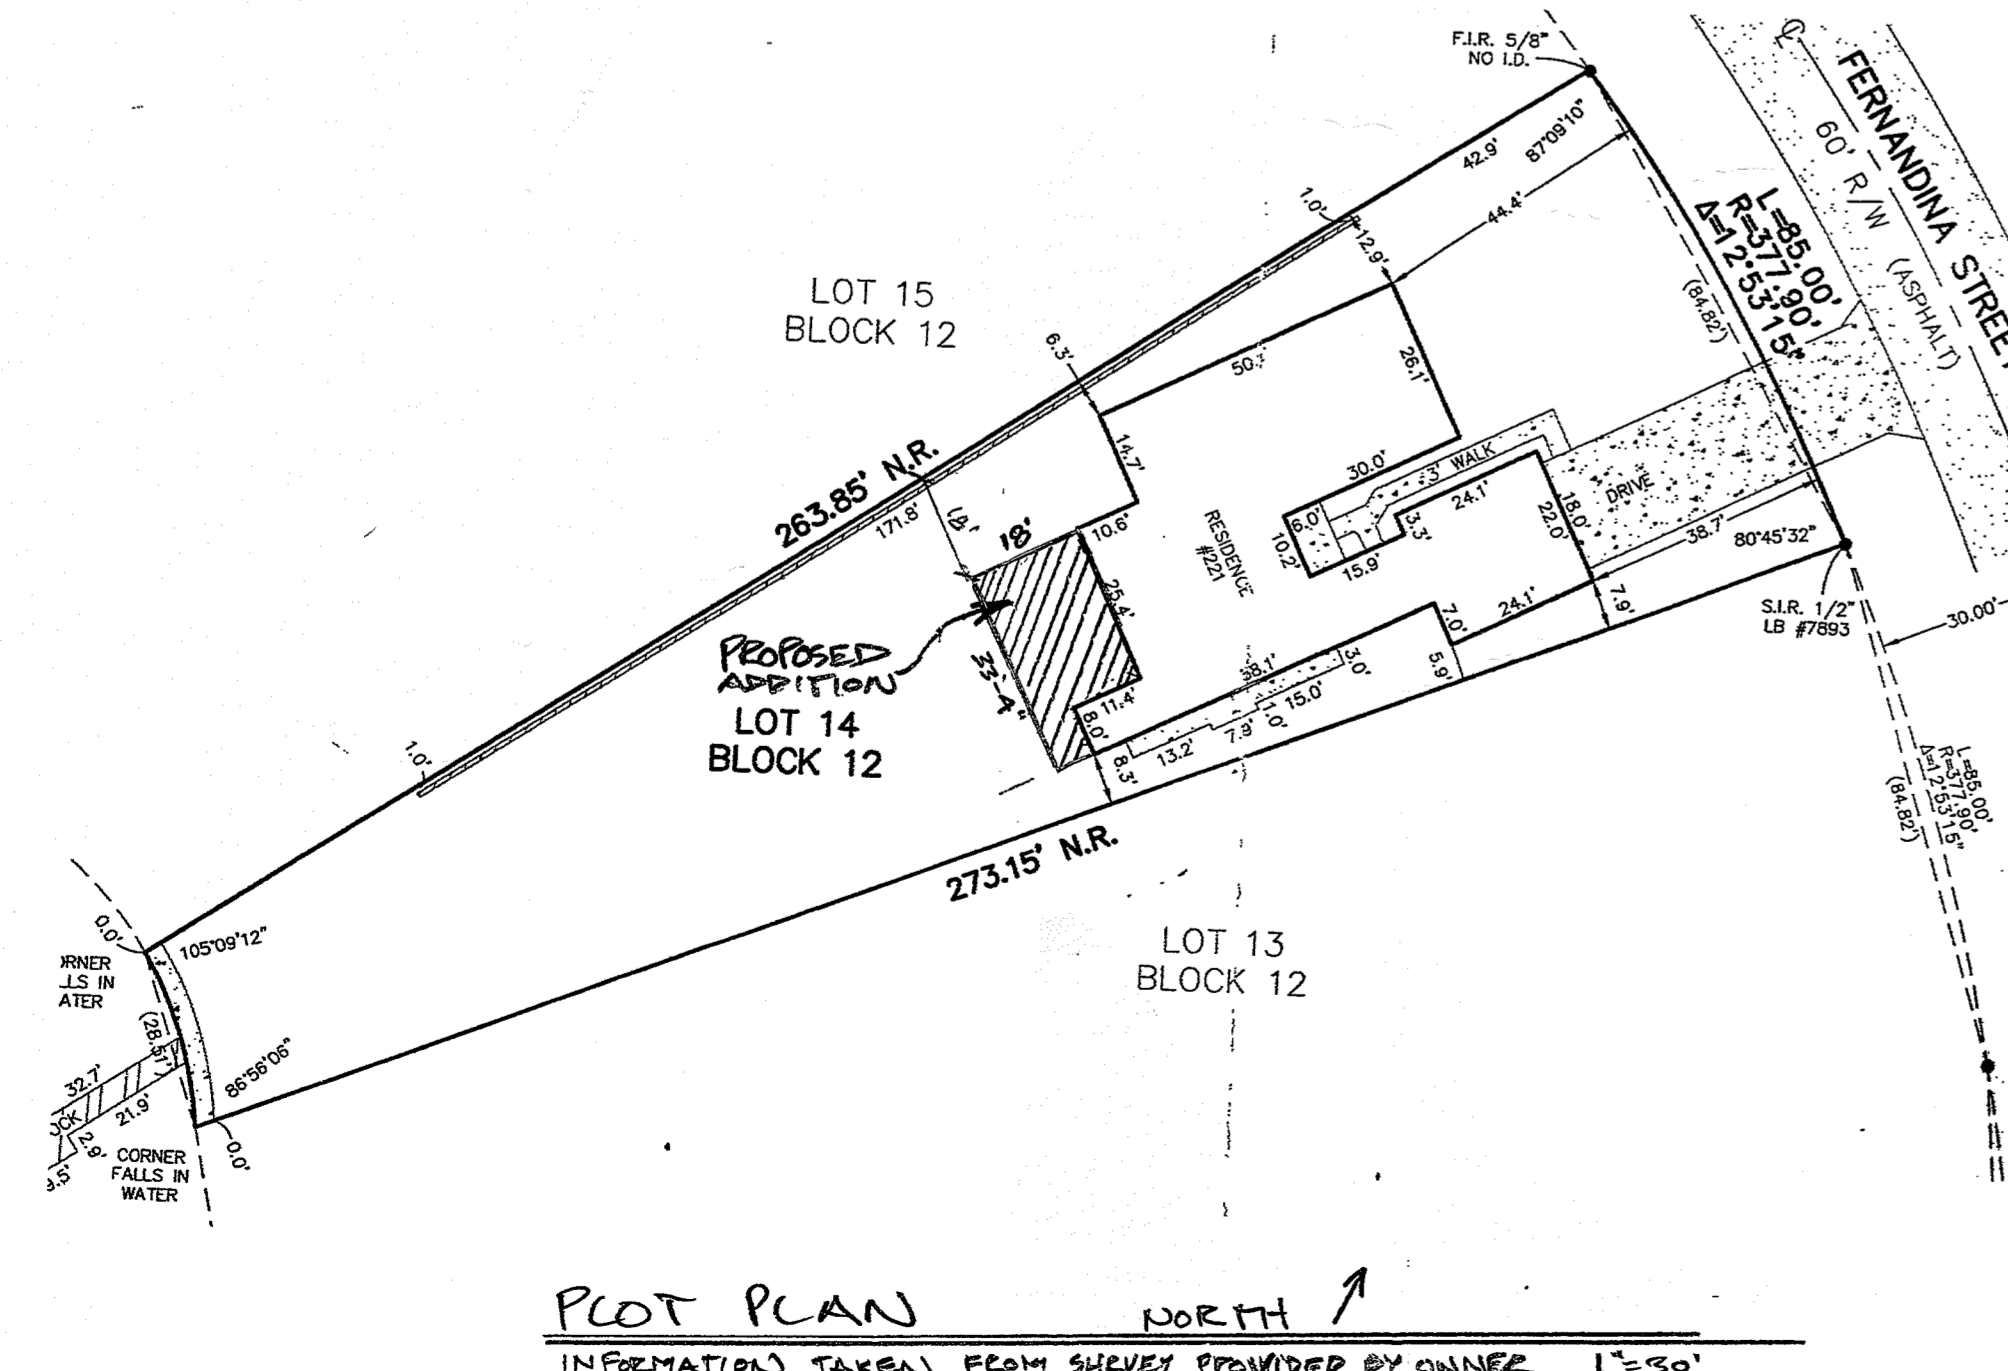 F.I.R. 5/8"
NO I.D.
FERNANDINA STREET
60' R/W (ASPHALT)
L=85.00'
R=377.90'
Δ=12°53'15"
(84.82')
42.9'
87°09'10"
44.4'
1.0'
12.9'
LOT 15
BLOCK 12
6.3'
26.1'
14.7'
263.85' N.R.
171.8'
18'
18'
10.6'
30.0'
3' WALK
24.1'
6.0'
3.3'
10.2'
15.9'
18.0'
22.0'
DRIVE
38.7'
80°45'32"
RESIDENCE
#221
25.4'
PROPOSED
ADDITION
33'-4"
LOT 14
BLOCK 12
11.4'
8.0'
8.3'
38.1'
3.0'
15.0'
1.0'
7.9'
13.2'
7.0'
24.1'
5.9'
7.9'
S.I.R. 1/2"
LB #7893
30.00'
L=85.00'
R=377.90'
Δ=12°53'15"
(84.82')
1.0'
273.15' N.R.
LOT 13
BLOCK 12
0.0'
105°09'12"
RNER
LS IN
ATER
(28.51')
86°56'06"
32.7'
OCK
21.9'
2.9'
9.5'
0.0'
CORNER
FALLS IN
WATER
PLOT PLAN NORTH
INFORMATION TAKEN FROM SURVEY PROVIDED BY OWNER 1"=30'